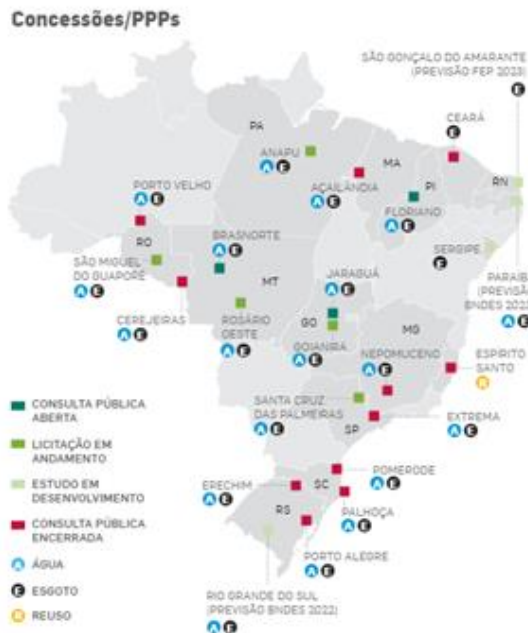 Concessões/PPPs
SÃO GONÇALO DO AMARANTE
(PREVISÃO FEP 2023)
E
CEARÁ
E
PA
ANAPU
A E
MA
AÇAILÂNDIA
A E
PI
FLORIANO
A E
RN
PORTO VELHO
A E
BRASNORTE
A E
SERGIPE
E
RO
SÃO MIGUEL
DO GUAPORÉ
A E
MT
JARAGUÁ
A E
(PREVISÃO
A E
CEREJEIRAS
A E
ROSÁRIO
OESTE
A E
GO
GOIANIRA
A E
MG
NEPOMUCENO
A E
ESPIRITO
SANTO
R
SANTA CRUZ
DAS PALMEIRAS
A E
SP
EXTREMA
A E
CONSULTA PÚBLICA
ABERTA
LICITAÇÃO EM
ANDAMENTO
ESTUDO EM
DESENVOLVIMENTO
CONSULTA PÚBLICA
ENCERRADA
A ÁGUA
E ESGOTO
R REUSO
ERECHIM
A E
SC
POMERODE
A E
RS
PALHOÇA
A E
PORTO ALEGRE
A E
RIO GRANDE DO SUL
(PREVISÃO BNDES 2022)
A E